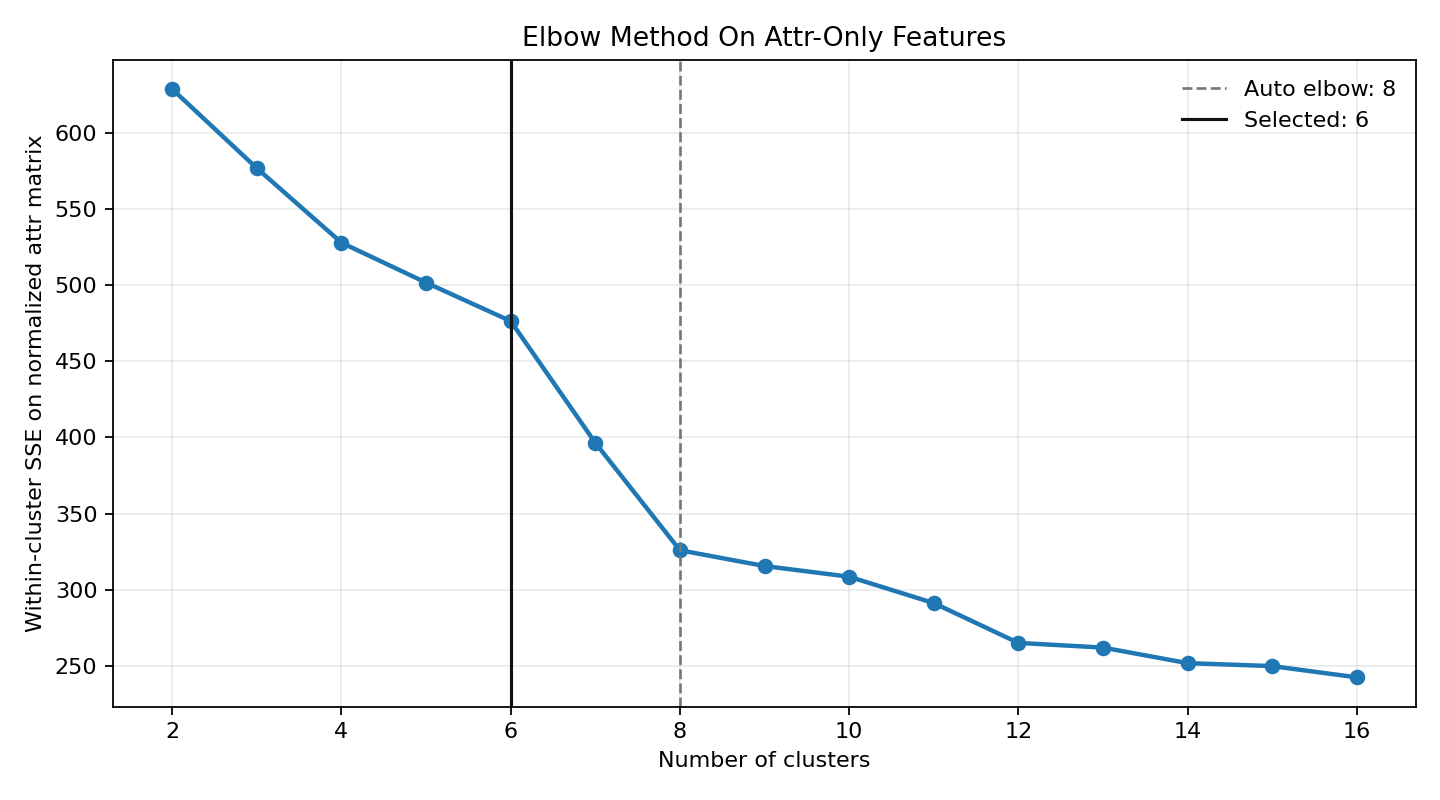 Elbow Method On Attr-Only Features
Within-cluster SSE on normalized attr matrix
600
550
500
450
400
350
300
250
Auto elbow: 8
Selected: 6
2 4 6 8 10 12 14 16
Number of clusters